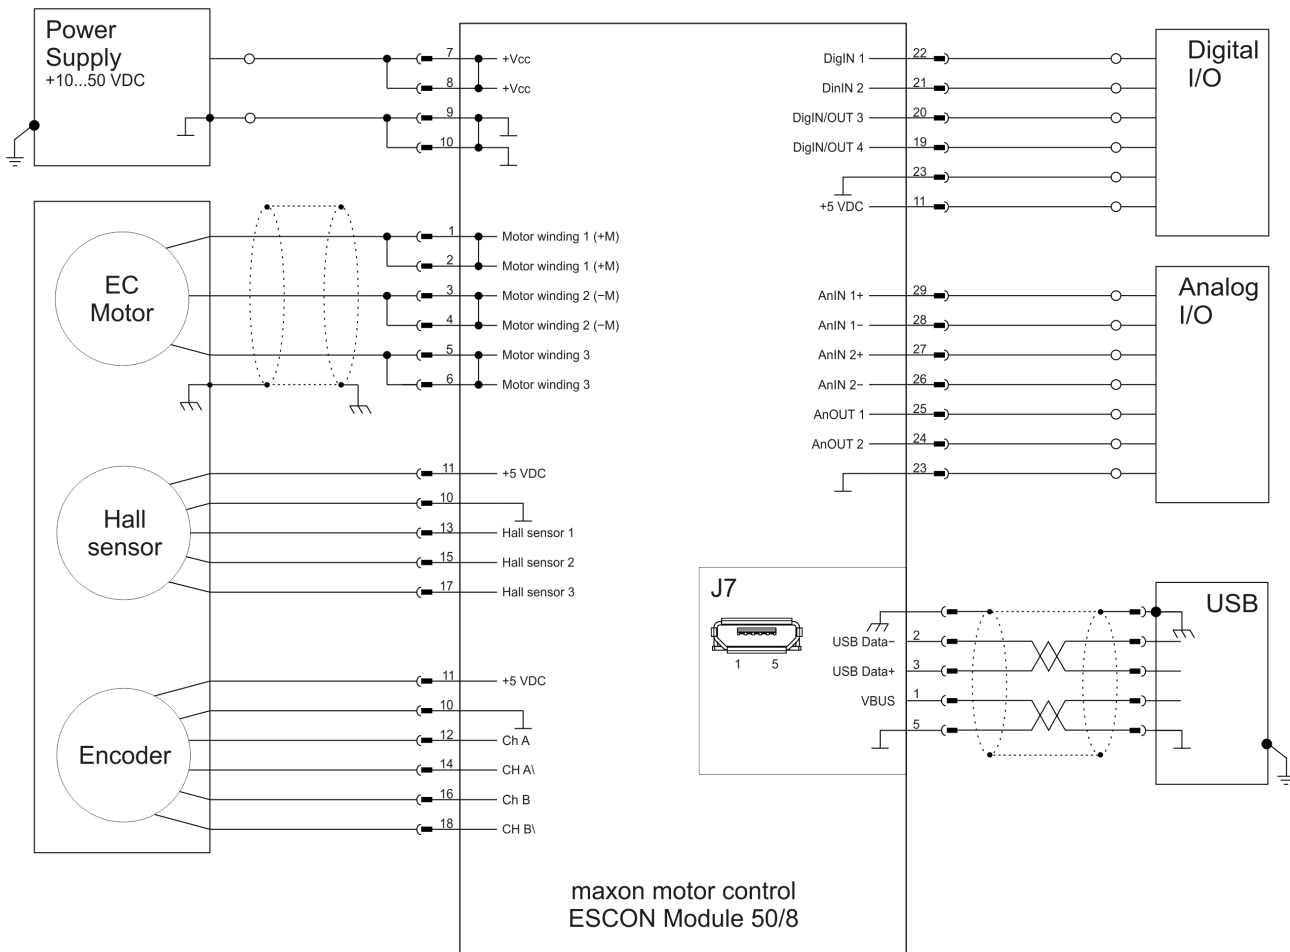 Power
Supply
+10...50 VDC
7 +Vcc
8 +Vcc
9
10
EC
Motor
1 Motor winding 1 (+M)
2 Motor winding 1 (+M)
3 Motor winding 2 (−M)
4 Motor winding 2 (−M)
5 Motor winding 3
6 Motor winding 3
Hall
sensor
11 +5 VDC
10
13 Hall sensor 1
15 Hall sensor 2
17 Hall sensor 3
Encoder
11 +5 VDC
10
12 Ch A
14 CH A\
16 Ch B
18 CH B\
DigIN 1 22
DinIN 2 21
DigIN/OUT 3 20
DigIN/OUT 4 19
23
+5 VDC 11
Digital
I/O
AnIN 1+ 29
AnIN 1− 28
AnIN 2+ 27
AnIN 2− 26
AnOUT 1 25
AnOUT 2 24
23
Analog
I/O
J7
1 5
USB Data− 2
USB Data+ 3
VBUS 1
5
USB
maxon motor control
ESCON Module 50/8